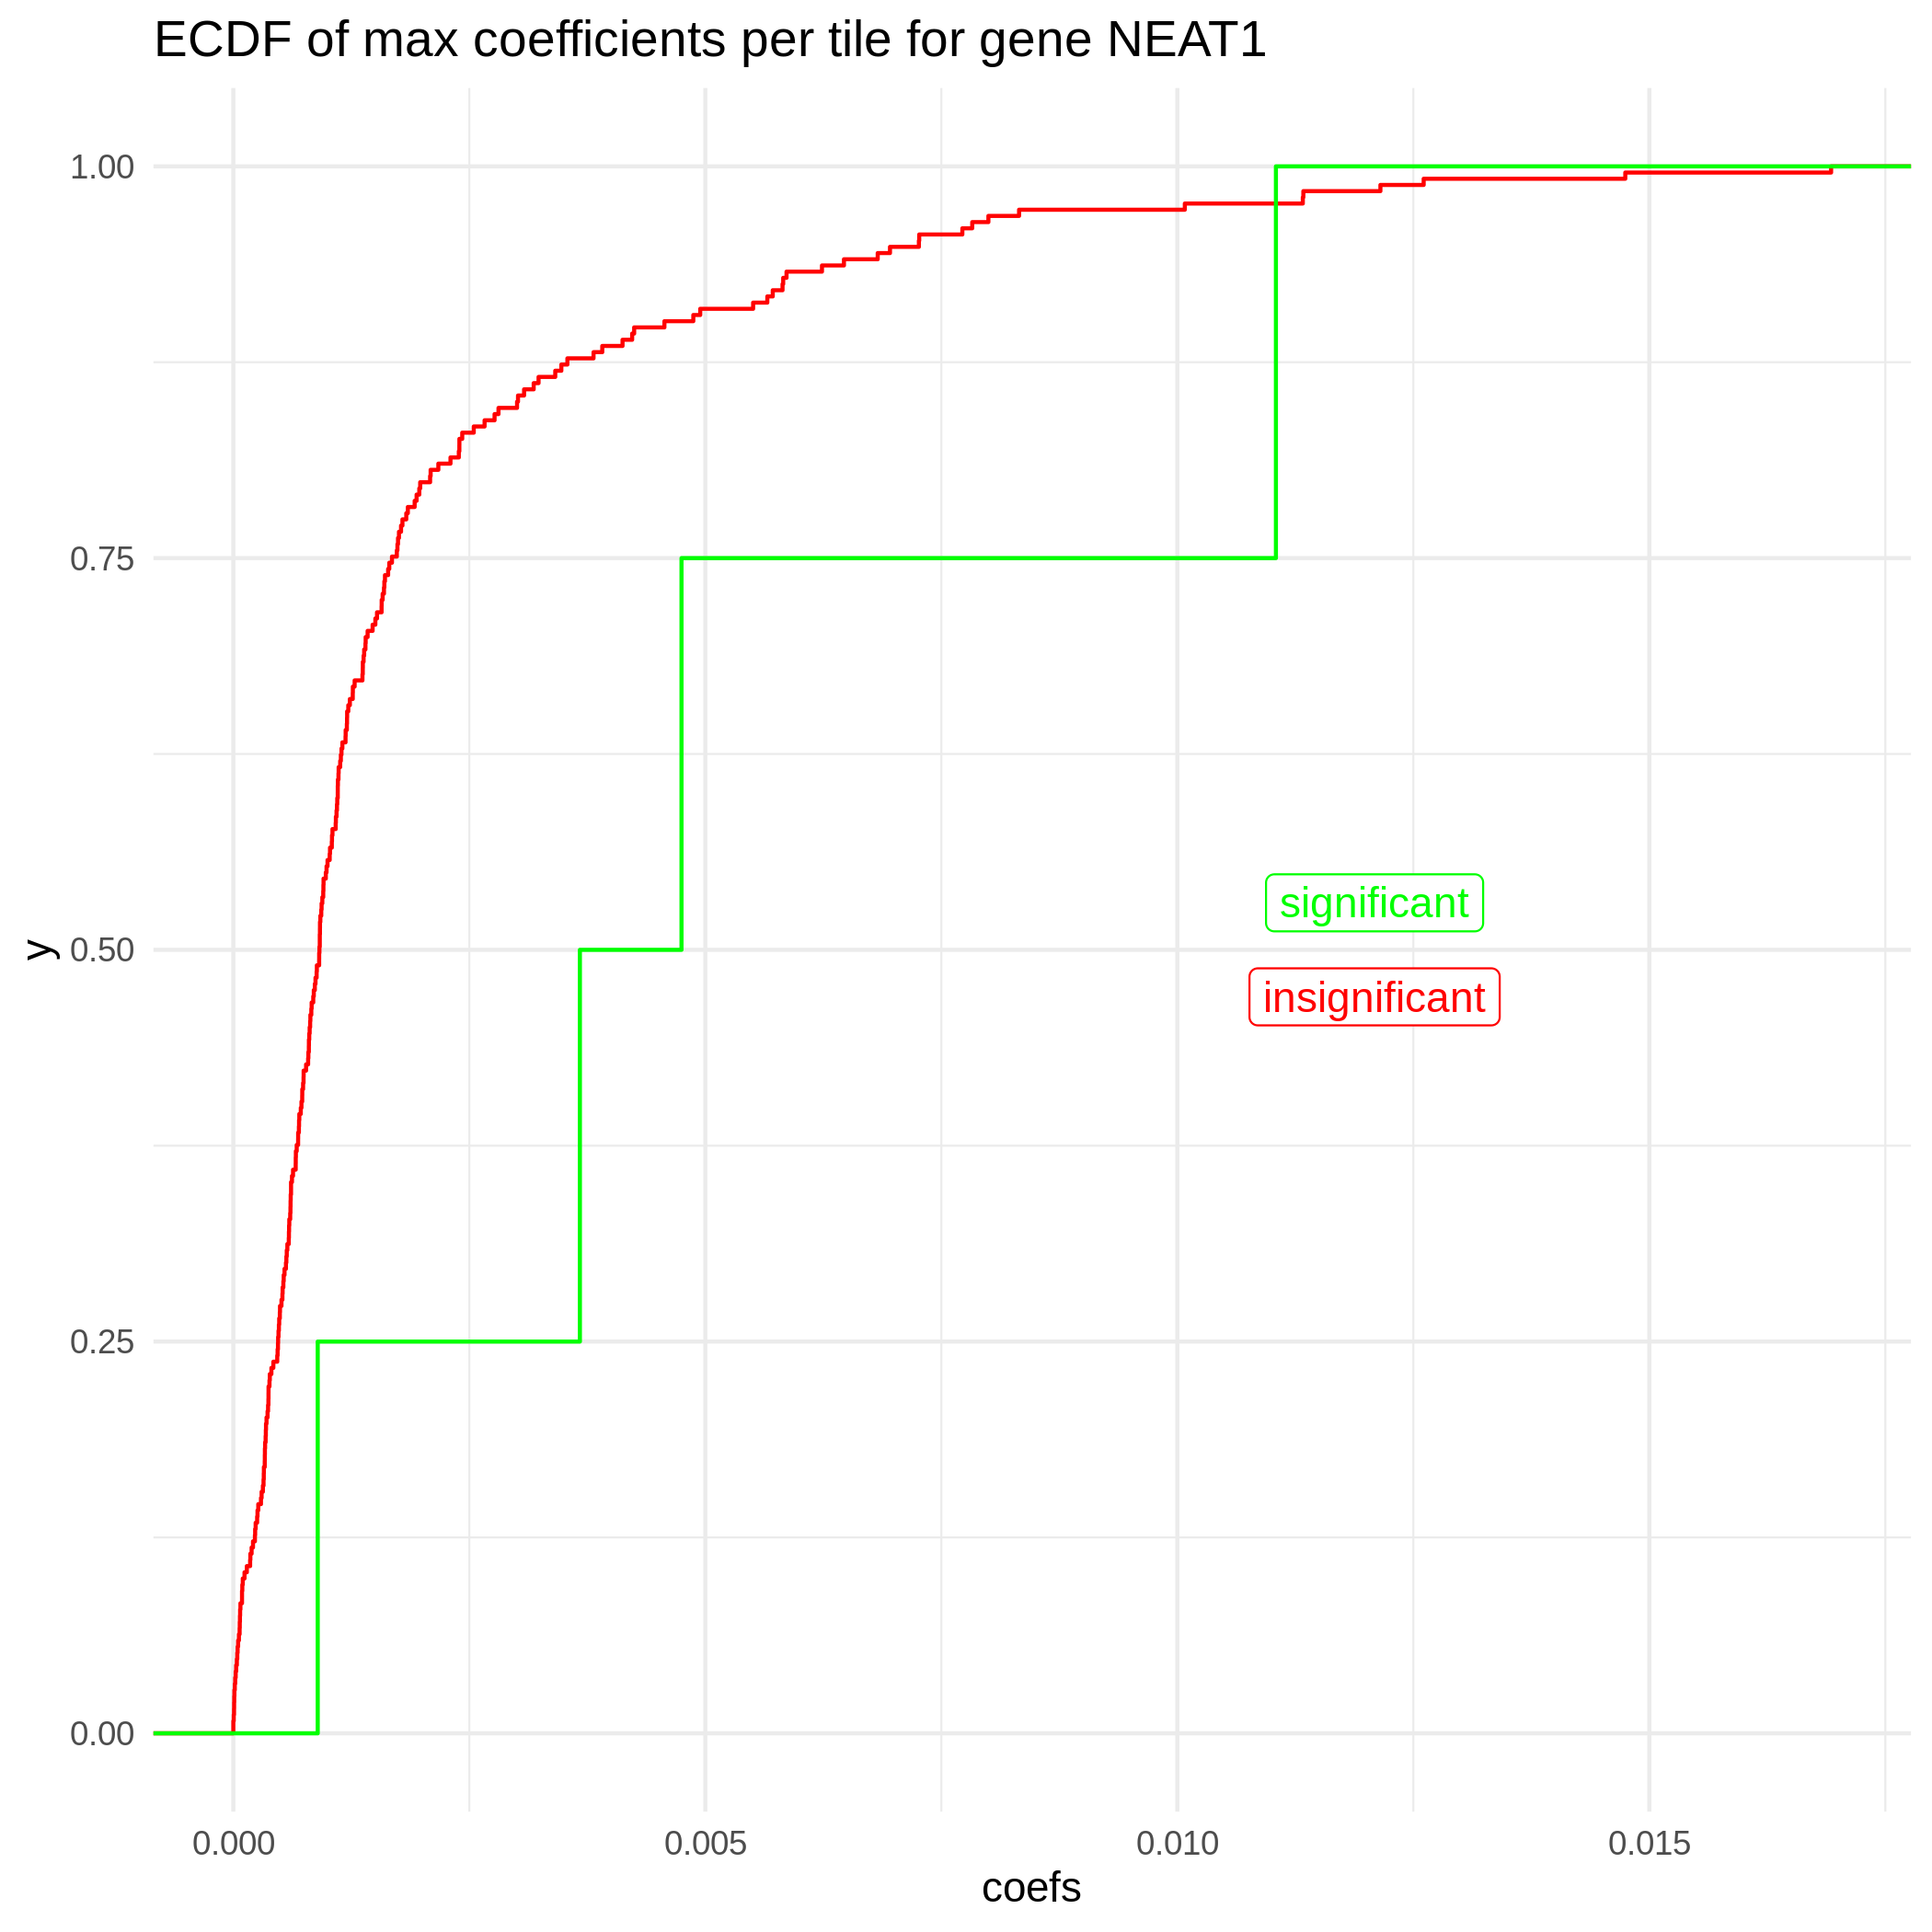 ECDF of max coefficients per tile for gene NEAT1
1.00
0.75
0.50
0.25
0.00
y
significant
insignificant
0.000 0.005 0.010 0.015
coefs